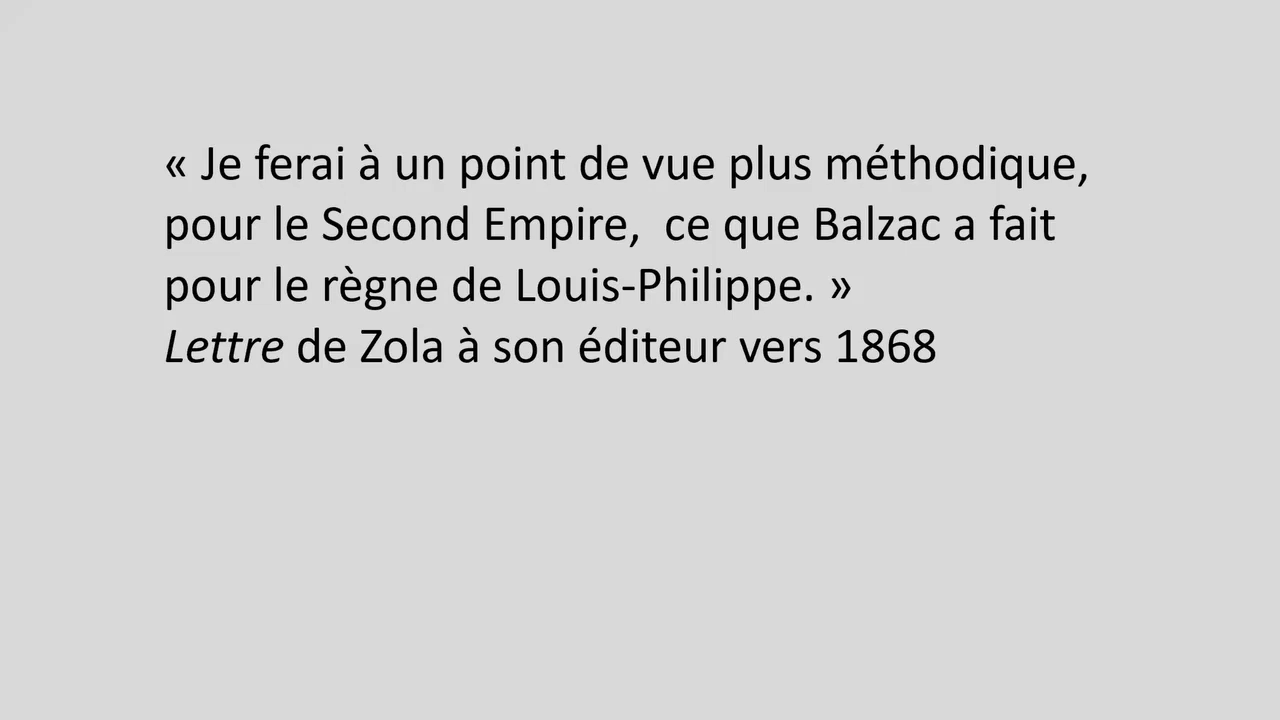 « Je ferai à un point de vue plus méthodique,
pour le Second Empire,  ce que Balzac a fait
pour le règne de Louis-Philippe. »
Lettre de Zola à son éditeur vers 1868